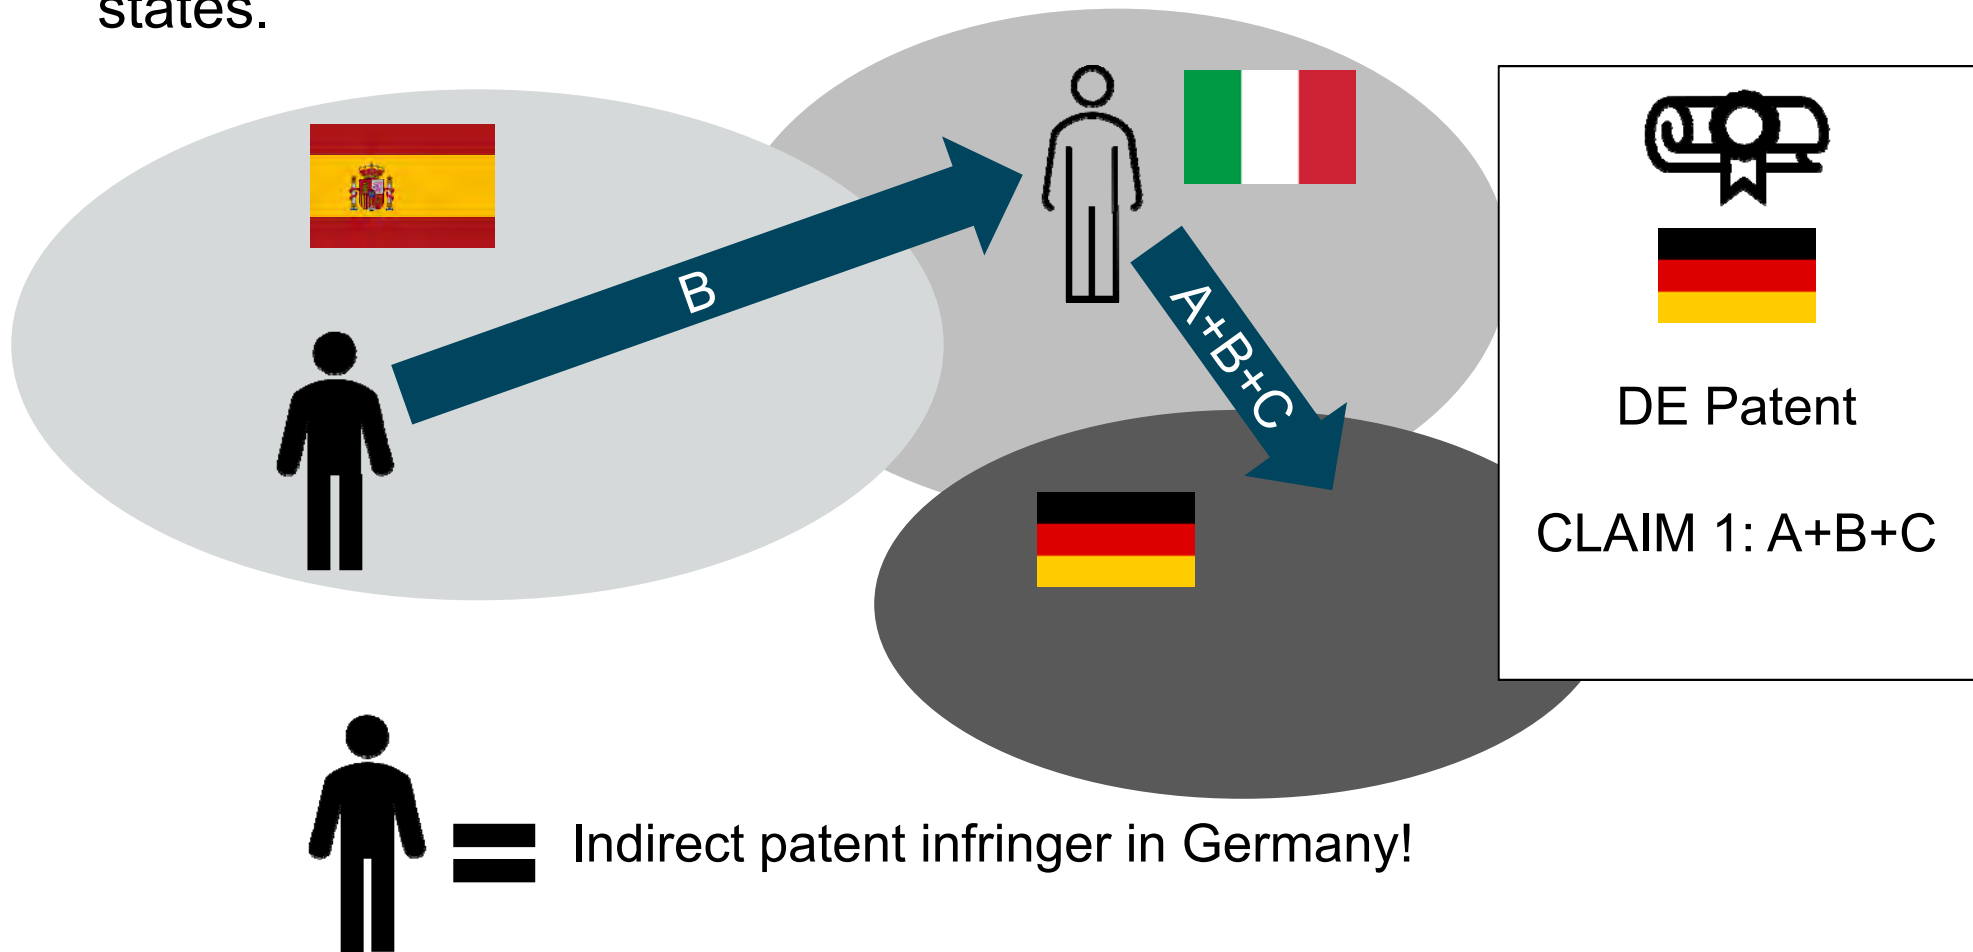 states.
B
A+B+C
DE Patent
CLAIM 1: A+B+C
Indirect patent infringer in Germany!